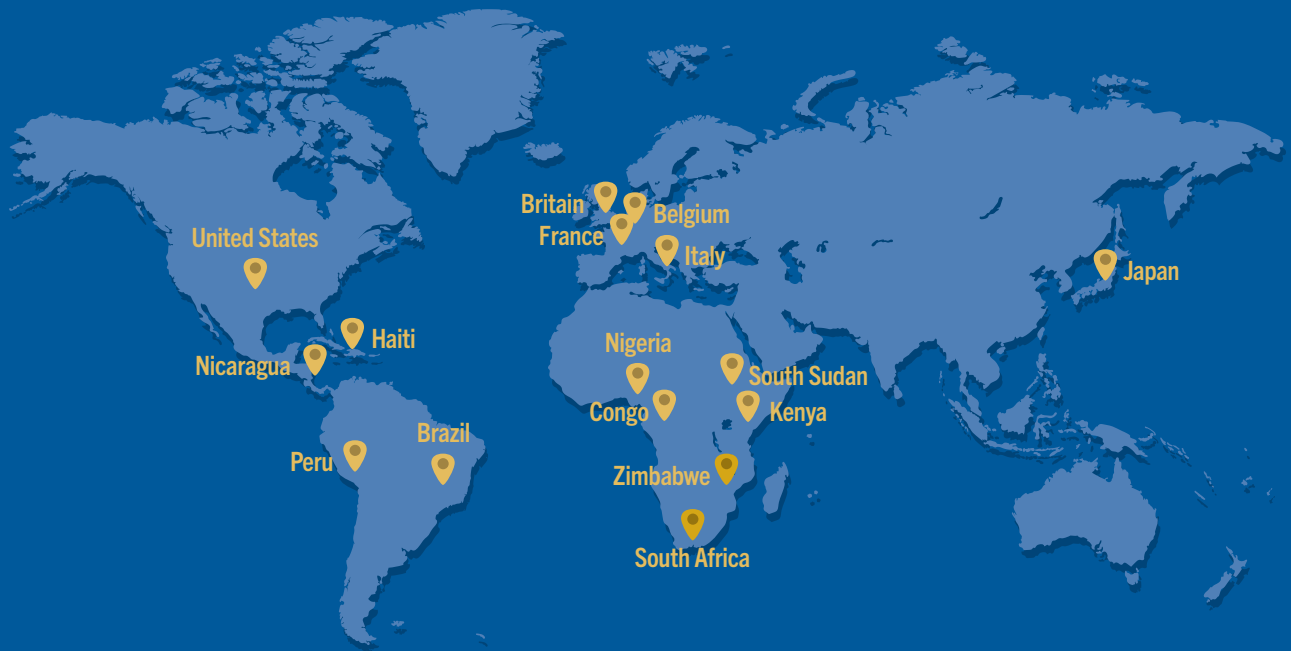 Britain
Belgium
France
United States
Italy
Japan
Haiti
Nigeria
Nicaragua
South Sudan
Congo
Kenya
Brazil
Peru
Zimbabwe
South Africa